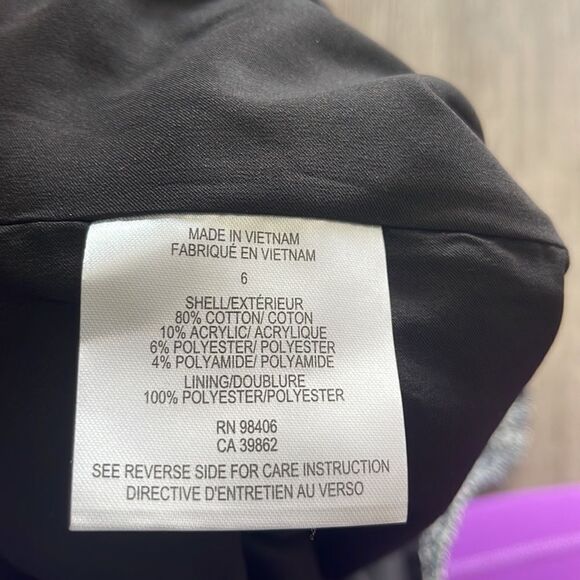 MADE IN VIETNAM
FABRIQUÉ EN VIETNAM
6
SHELL/EXTÉRIEUR
80% COTTON/ COTON
10% ACRYLIC/ ACRYLIQUE
6% POLYESTER/ POLYESTER
4% POLYAMIDE/ POLYAMIDE
LINING/DOUBLURE
100% POLYESTER/POLYESTER
RN 98406
CA 39862
SEE REVERSE SIDE FOR CARE INSTRUCTION
DIRECTIVE D'ENTRETIEN AU VERSO